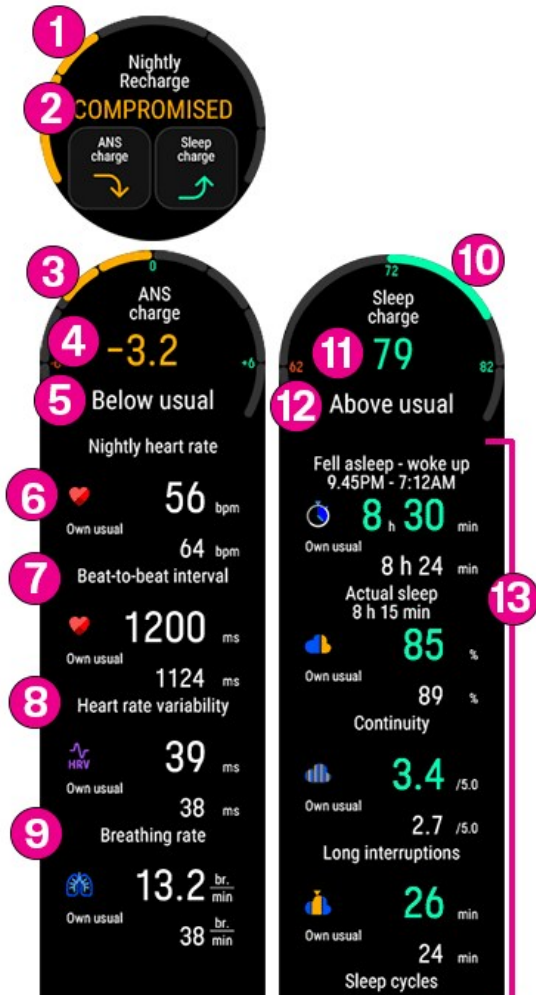 1
Nightly
Recharge
2
COMPROMISED
ANS
charge
Sleep
charge
3
0
ANS
charge
4
-3.2
+6
5
Below usual
Nightly heart rate
6
56 bpm
Own usual
64 bpm
7
Beat-to-beat interval
1200 ms
Own usual
1124 ms
8
Heart rate variability
HRV
39 ms
Own usual
38 ms
9
Breathing rate
13.2 br.
min
Own usual
38 br.
min
10
72
Sleep
charge
11
79
62
82
12
Above usual
13
Fell asleep - woke up
9.45PM - 7:12AM
8 h 30 min
Own usual
8 h 24 min
Actual sleep
8 h 15 min
85 %
Own usual
89 %
Continuity
3.4 /5.0
Own usual
2.7 /5.0
Long interruptions
26 min
Own usual
24 min
Sleep cycles